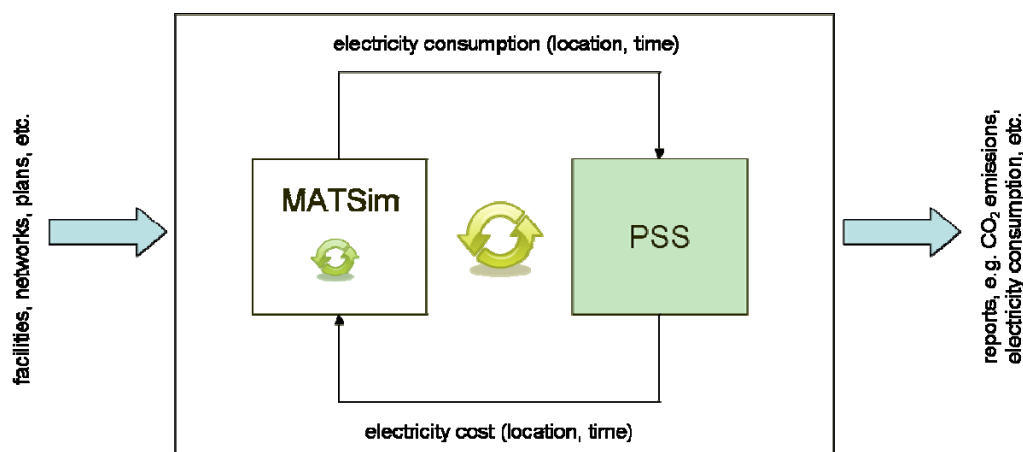 facilities, networks, plans, etc.
electricity consumption (location, time)
MATSim
PSS
electricity cost (location, time)
reports, e.g. CO₂ emissions,
electricity consumption, etc.